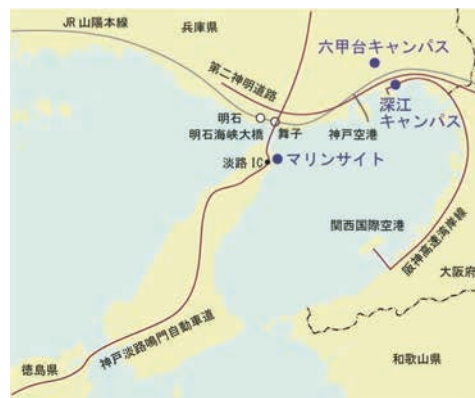 JR山陽本線
兵庫県
六甲台キャンパス
第二神明道路
深江
キャンパス
明石
明石海峡大橋
舞子
神戸空港
淡路IC
マリンサイト
関西国際空港
阪神高速湾岸線
大阪府
神戸淡路鳴門自動車道
和歌山県
徳島県